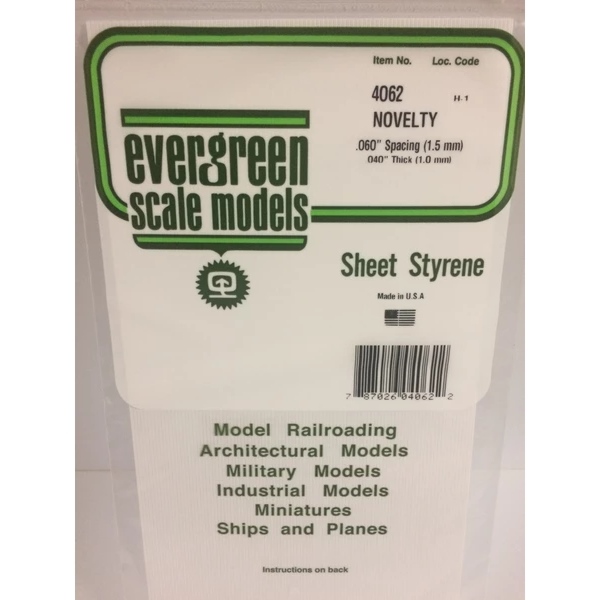 Item No. Loc. Code
4062 H-1
NOVELTY
.060" Spacing (1.5 mm)
.040" Thick (1.0 mm)
evergreen
scale models
Sheet Styrene
Made in U.S.A
7 87026 04062 2
Model Railroading
Architectural Models
Military Models
Industrial Models
Miniatures
Ships and Planes
Instructions on back